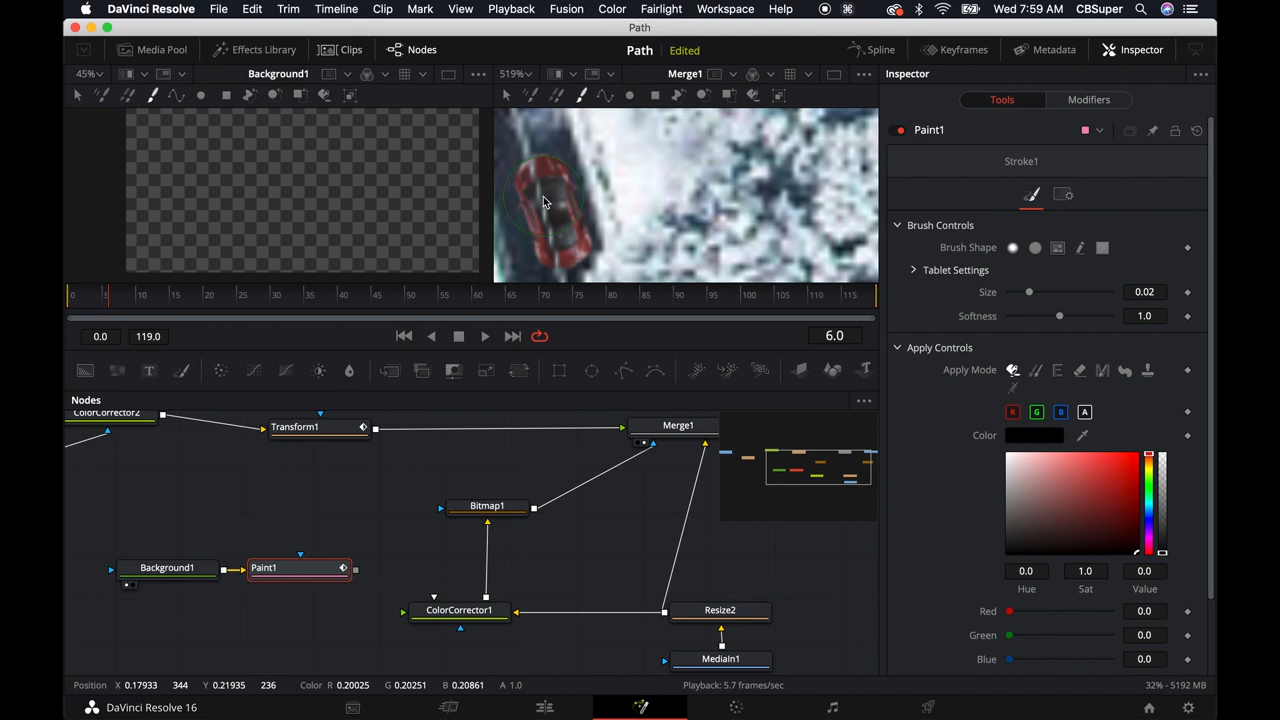 DaVinci Resolve File Edit Trim Timeline Clip Mark View Playback Fusion Color Fairlight Workspace Help Wed 7:59 AM CBSuper
Path
Media Pool Effects Library Clips Nodes Path Edited Spline Keyframes Metadata Inspector
45% Background1 519% Merge1 Inspector
Tools Modifiers
Paint1
Stroke1
Brush Controls
Brush Shape
Tablet Settings
Size 0.02
Softness 1.0
0 5 10 15 20 25 30 35 40 45 50 55 60 65 70 75 80 85 90 95 100 105 110 115
0.0 119.0 6.0
Apply Controls
Apply Mode
Nodes
R G B A
ColorCorrector2
Transform1
Merge1
Color
Bitmap1
Background1
Paint1
0.0 1.0 0.0
Hue Sat Value
ColorCorrector1
Resize2
Red 0.0
Green 0.0
MediaIn1
Blue 0.0
Position X 0.17933 344 Y 0.21935 236 Color R 0.20025 G 0.20251 B 0.20861 A 1.0 Playback: 5.7 frames/sec 32% - 5192 MB
DaVinci Resolve 16